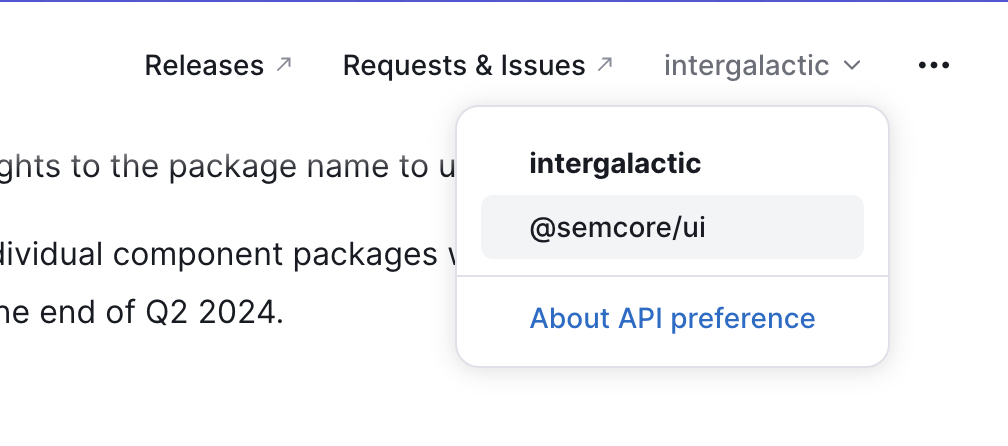 Releases ↗ Requests & Issues ↗ intergalactic
ghts to the package name to u
intergalactic
@semcore/ui
dividual component packages
About API preference
he end of Q2 2024.